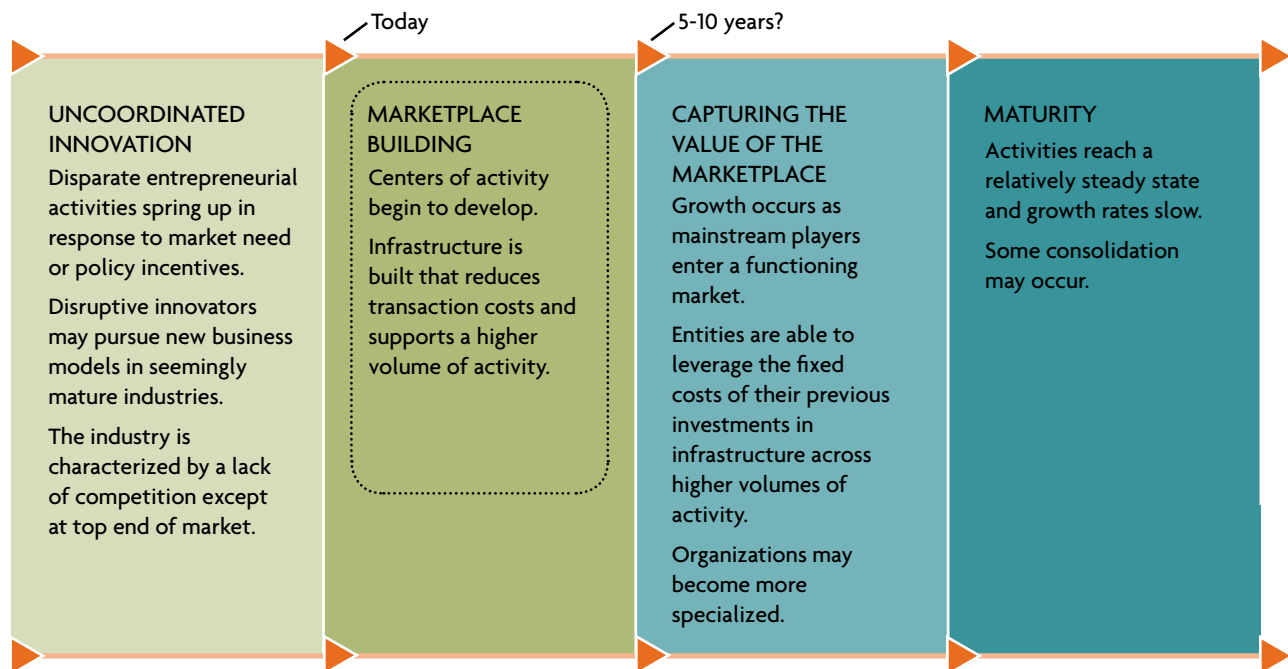 Today
5-10 years?
UNCOORDINATED
INNOVATION
Disparate entrepreneurial
activities spring up in
response to market need
or policy incentives.
Disruptive innovators
may pursue new business
models in seemingly
mature industries.
The industry is
characterized by a lack
of competition except
at top end of market.
MARKETPLACE
BUILDING
Centers of activity
begin to develop.
Infrastructure is
built that reduces
transaction costs and
supports a higher
volume of activity.
CAPTURING THE
VALUE OF THE
MARKETPLACE
Growth occurs as
mainstream players
enter a functioning
market.
Entities are able to
leverage the fixed
costs of their previous
investments in
infrastructure across
higher volumes of
activity.
Organizations may
become more
specialized.
MATURITY
Activities reach a
relatively steady state
and growth rates slow.
Some consolidation
may occur.